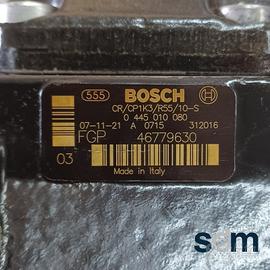 555 BOSCH
CR/CP1K3/R55/10-S
0 445 010 080
07-11-21 A 0715 312016
FGP 46779630
03
Made in Italy